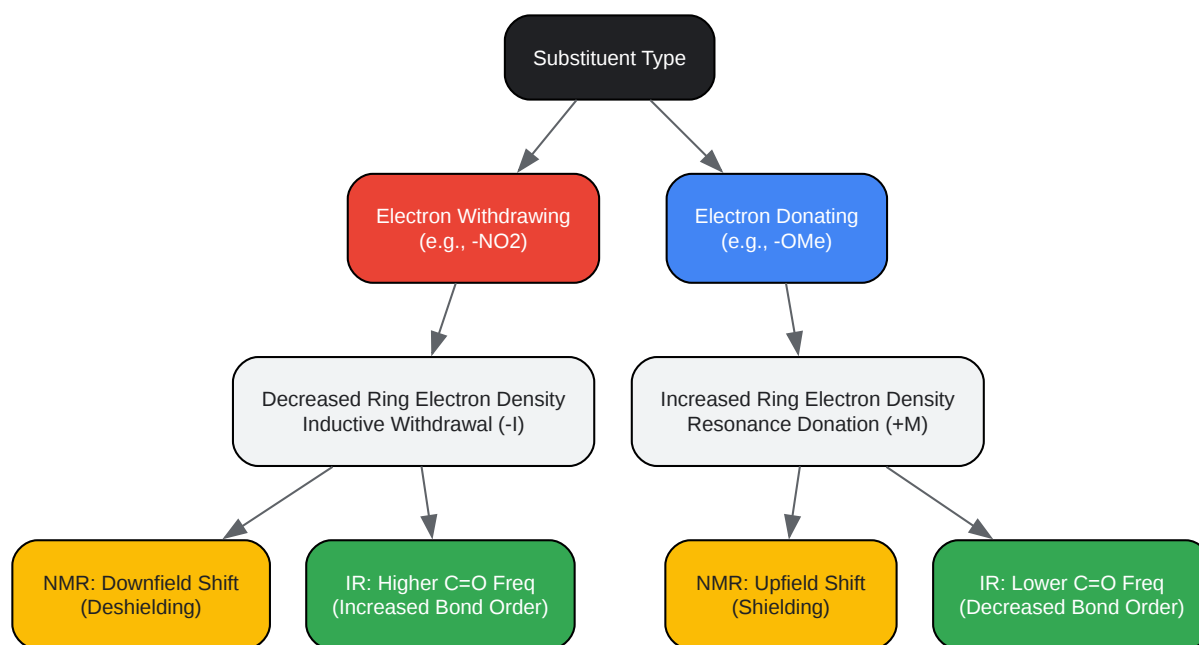 Substituent Type
Electron Withdrawing
(e.g., -NO2)
Electron Donating
(e.g., -OMe)
Decreased Ring Electron Density
Inductive Withdrawal (-I)
Increased Ring Electron Density
Resonance Donation (+M)
NMR: Downfield Shift
(Deshielding)
IR: Higher C=O Freq
(Increased Bond Order)
NMR: Upfield Shift
(Shielding)
IR: Lower C=O Freq
(Decreased Bond Order)